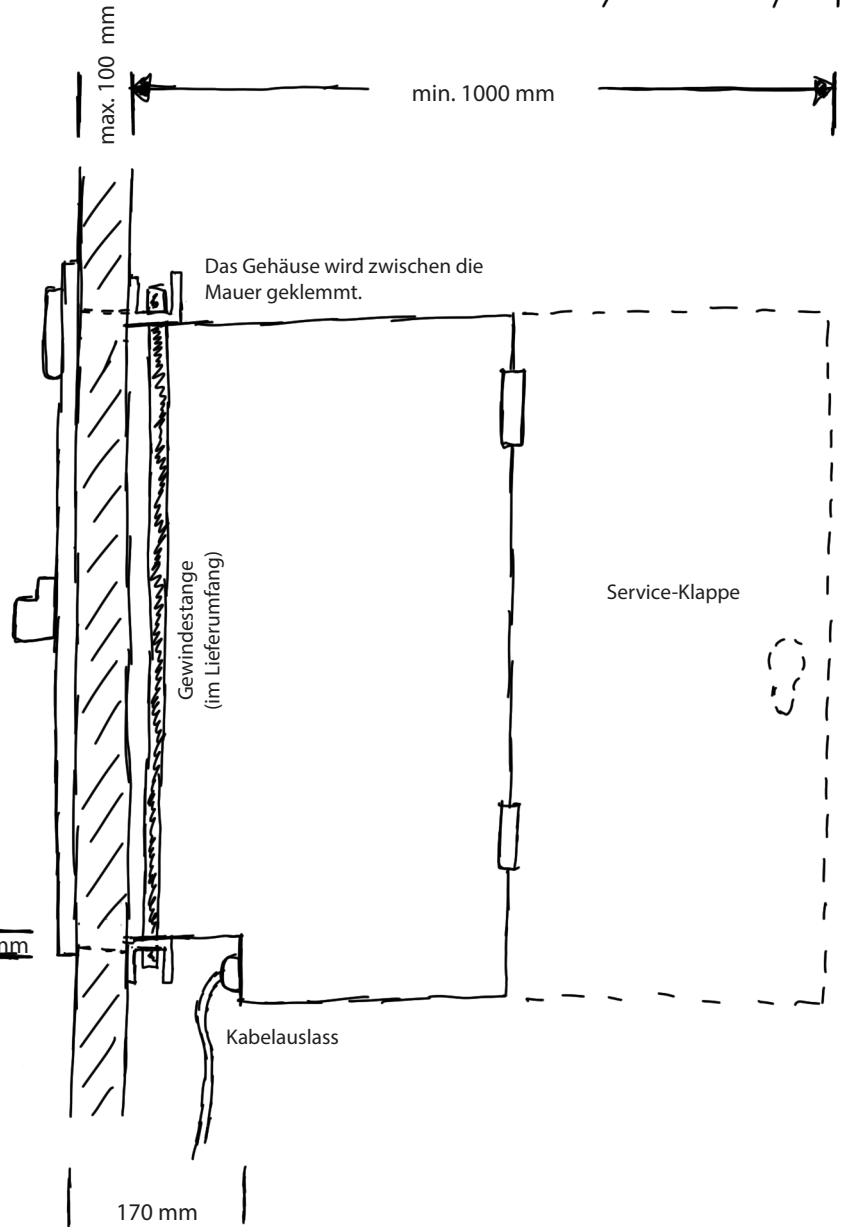 max. 100 mm
min. 1000 mm
Das Gehäuse wird zwischen die
Mauer geklemmt.
Gewindestange
(im Lieferumfang)
Service-Klappe
mm
Kabelauslass
170 mm